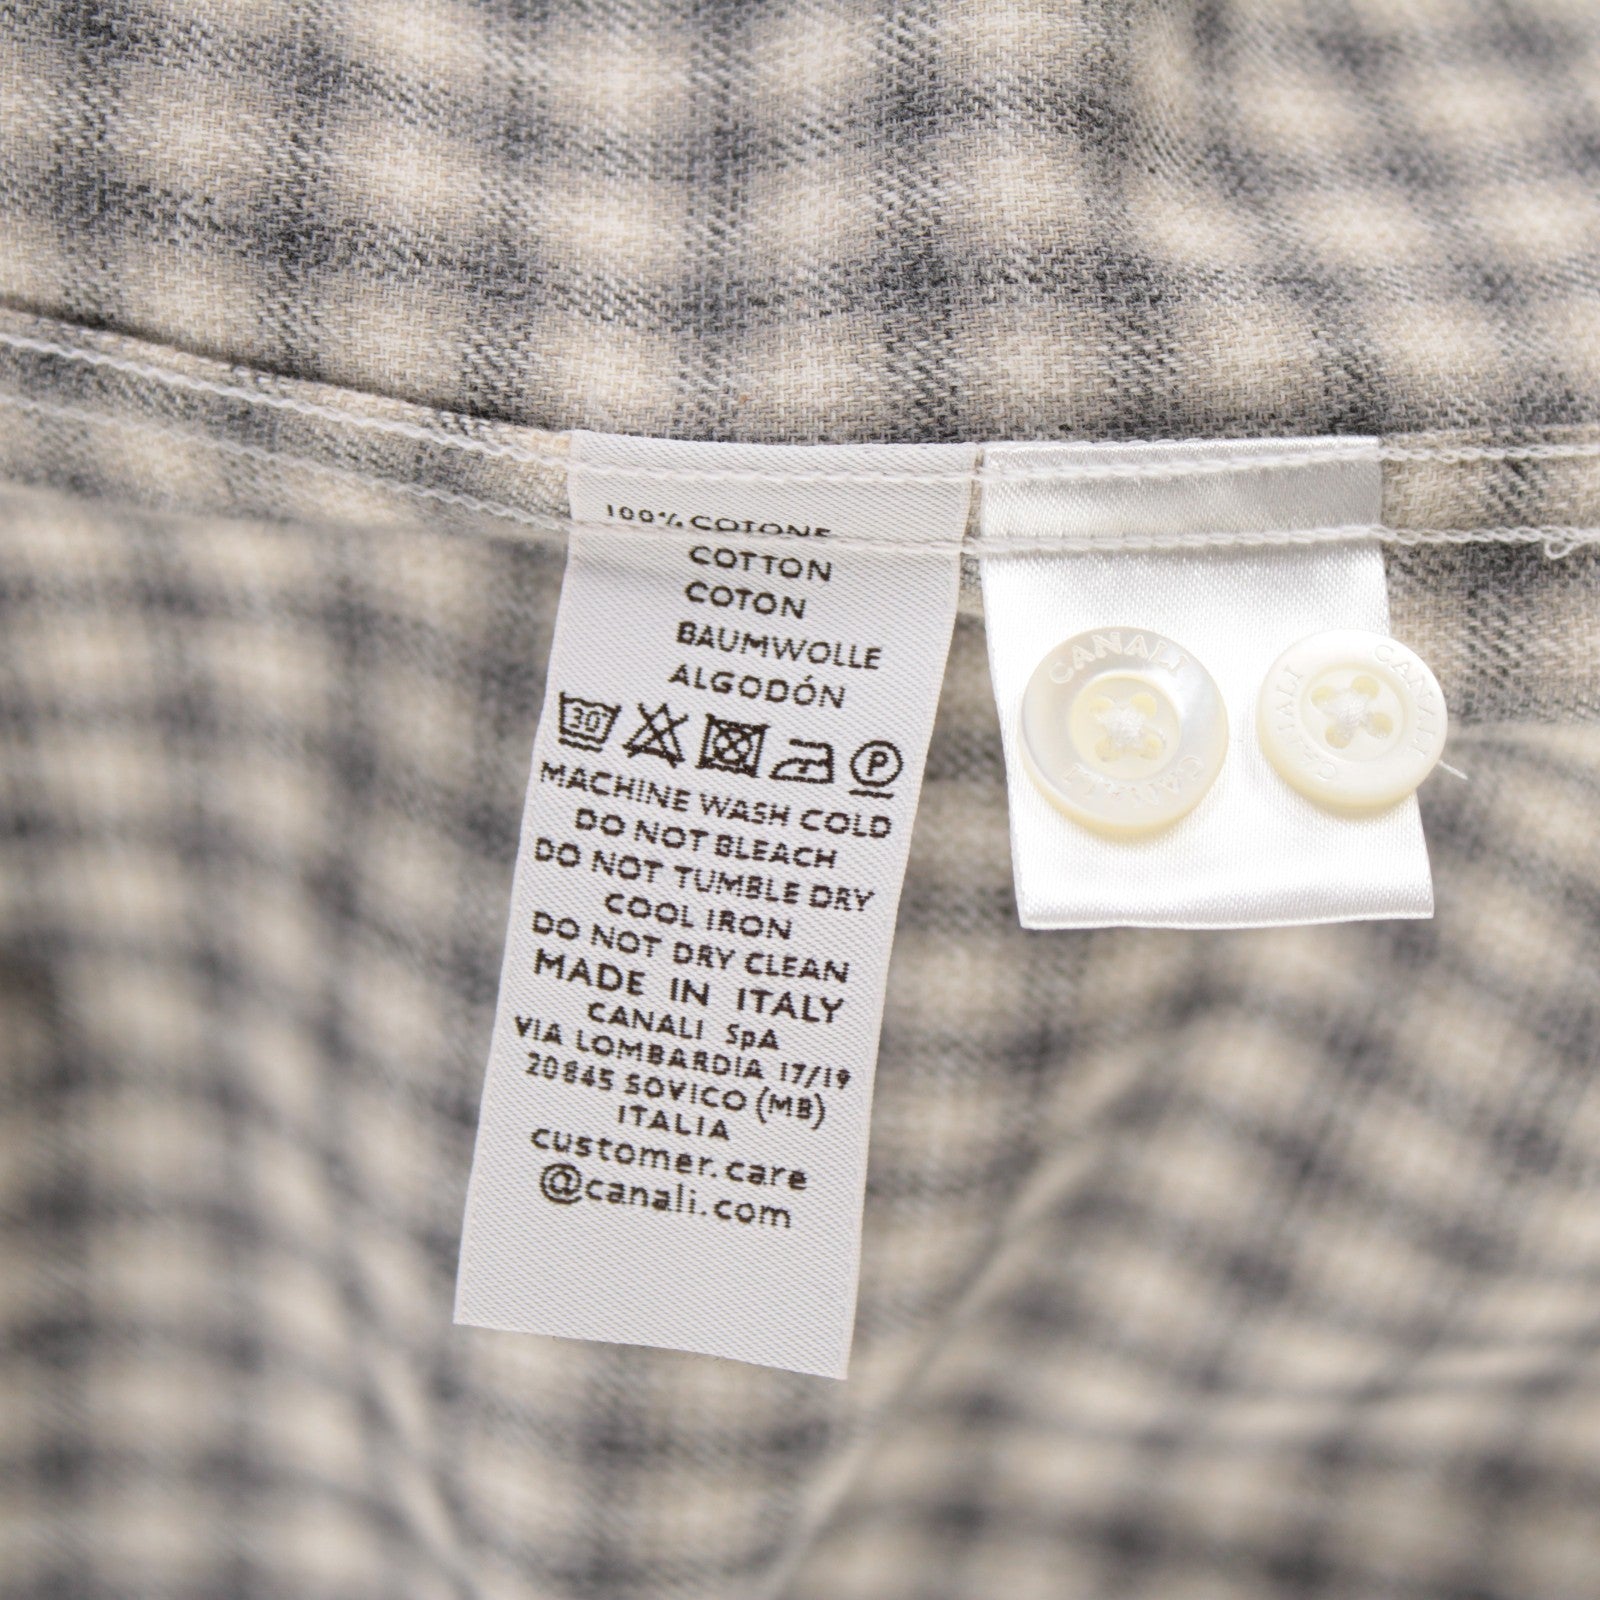 100% COTONE
COTTON
COTON
BAUMWOLLE
ALGODÓN
30° P
MACHINE WASH COLD
DO NOT BLEACH
DO NOT TUMBLE DRY
COOL IRON
DO NOT DRY CLEAN
MADE IN ITALY
CANALI SpA
VIA LOMBARDIA 17/19
20845 SOVICO (MB)
ITALIA
customer.care
@canali.com
CANALI
CANALI
CANALI
CANALI